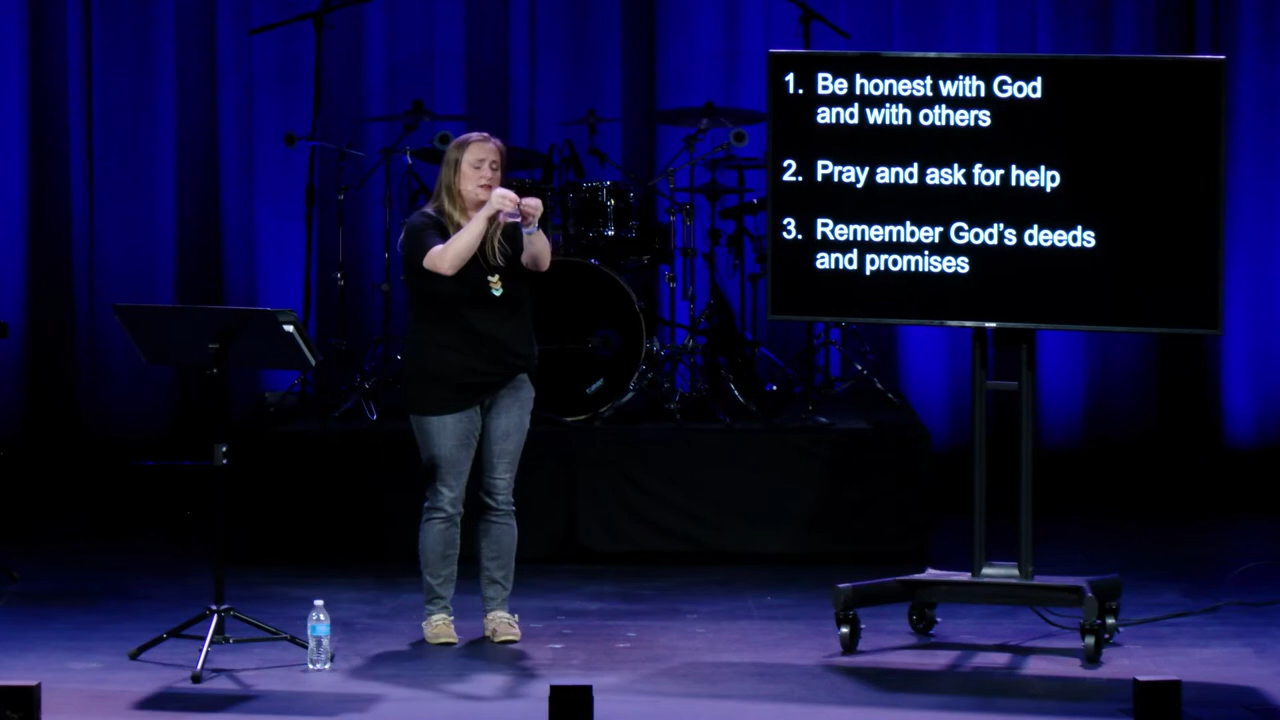 1. Be honest with God
and with others
2. Pray and ask for help
3. Remember God's deeds
and promises